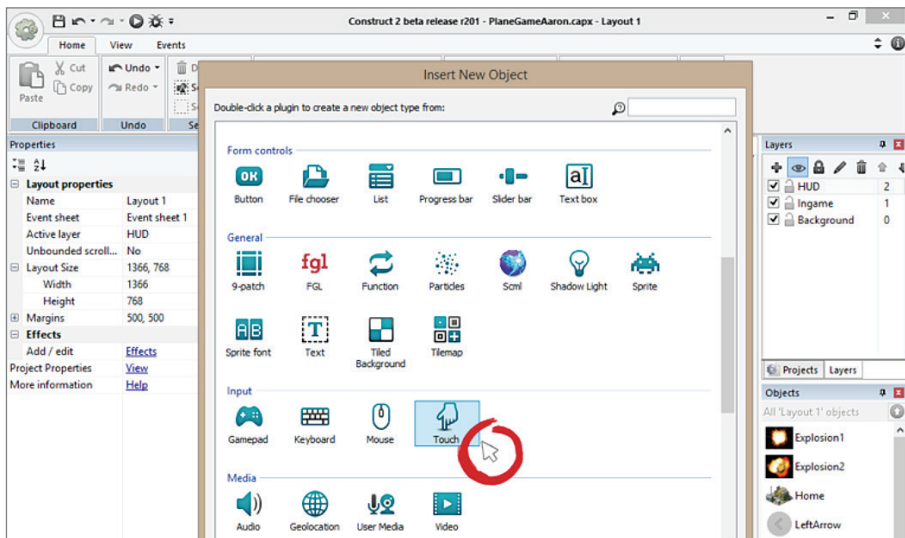 Construct 2 beta release r201 - PlaneGameAaron.capx - Layout 1
Home View Events
Paste
Cut
Copy
Undo
Redo
Clipboard Undo
Insert New Object
Double-click a plugin to create a new object type from:
Form controls
OK aI
Button File chooser List Progress bar Slider bar Text box
General
fgl
9-patch FGL Function Particles Scml Shadow Light Sprite
AB T
Sprite font Text Tiled Background Tilemap
Input
Gamepad Keyboard Mouse Touch
Media
Audio Geolocation User Media Video
Properties
Layout properties
Name Layout 1
Event sheet Event sheet 1
Active layer HUD
Unbounded scroll... No
Layout Size 1366, 768
Width 1366
Height 768
Margins 500, 500
Effects
Add / edit Effects
Project Properties View
More information Help
Layers
HUD 2
Ingame 1
Background 0
Projects Layers
Objects
All 'Layout 1' objects
Explosion1
Explosion2
Home
LeftArrow